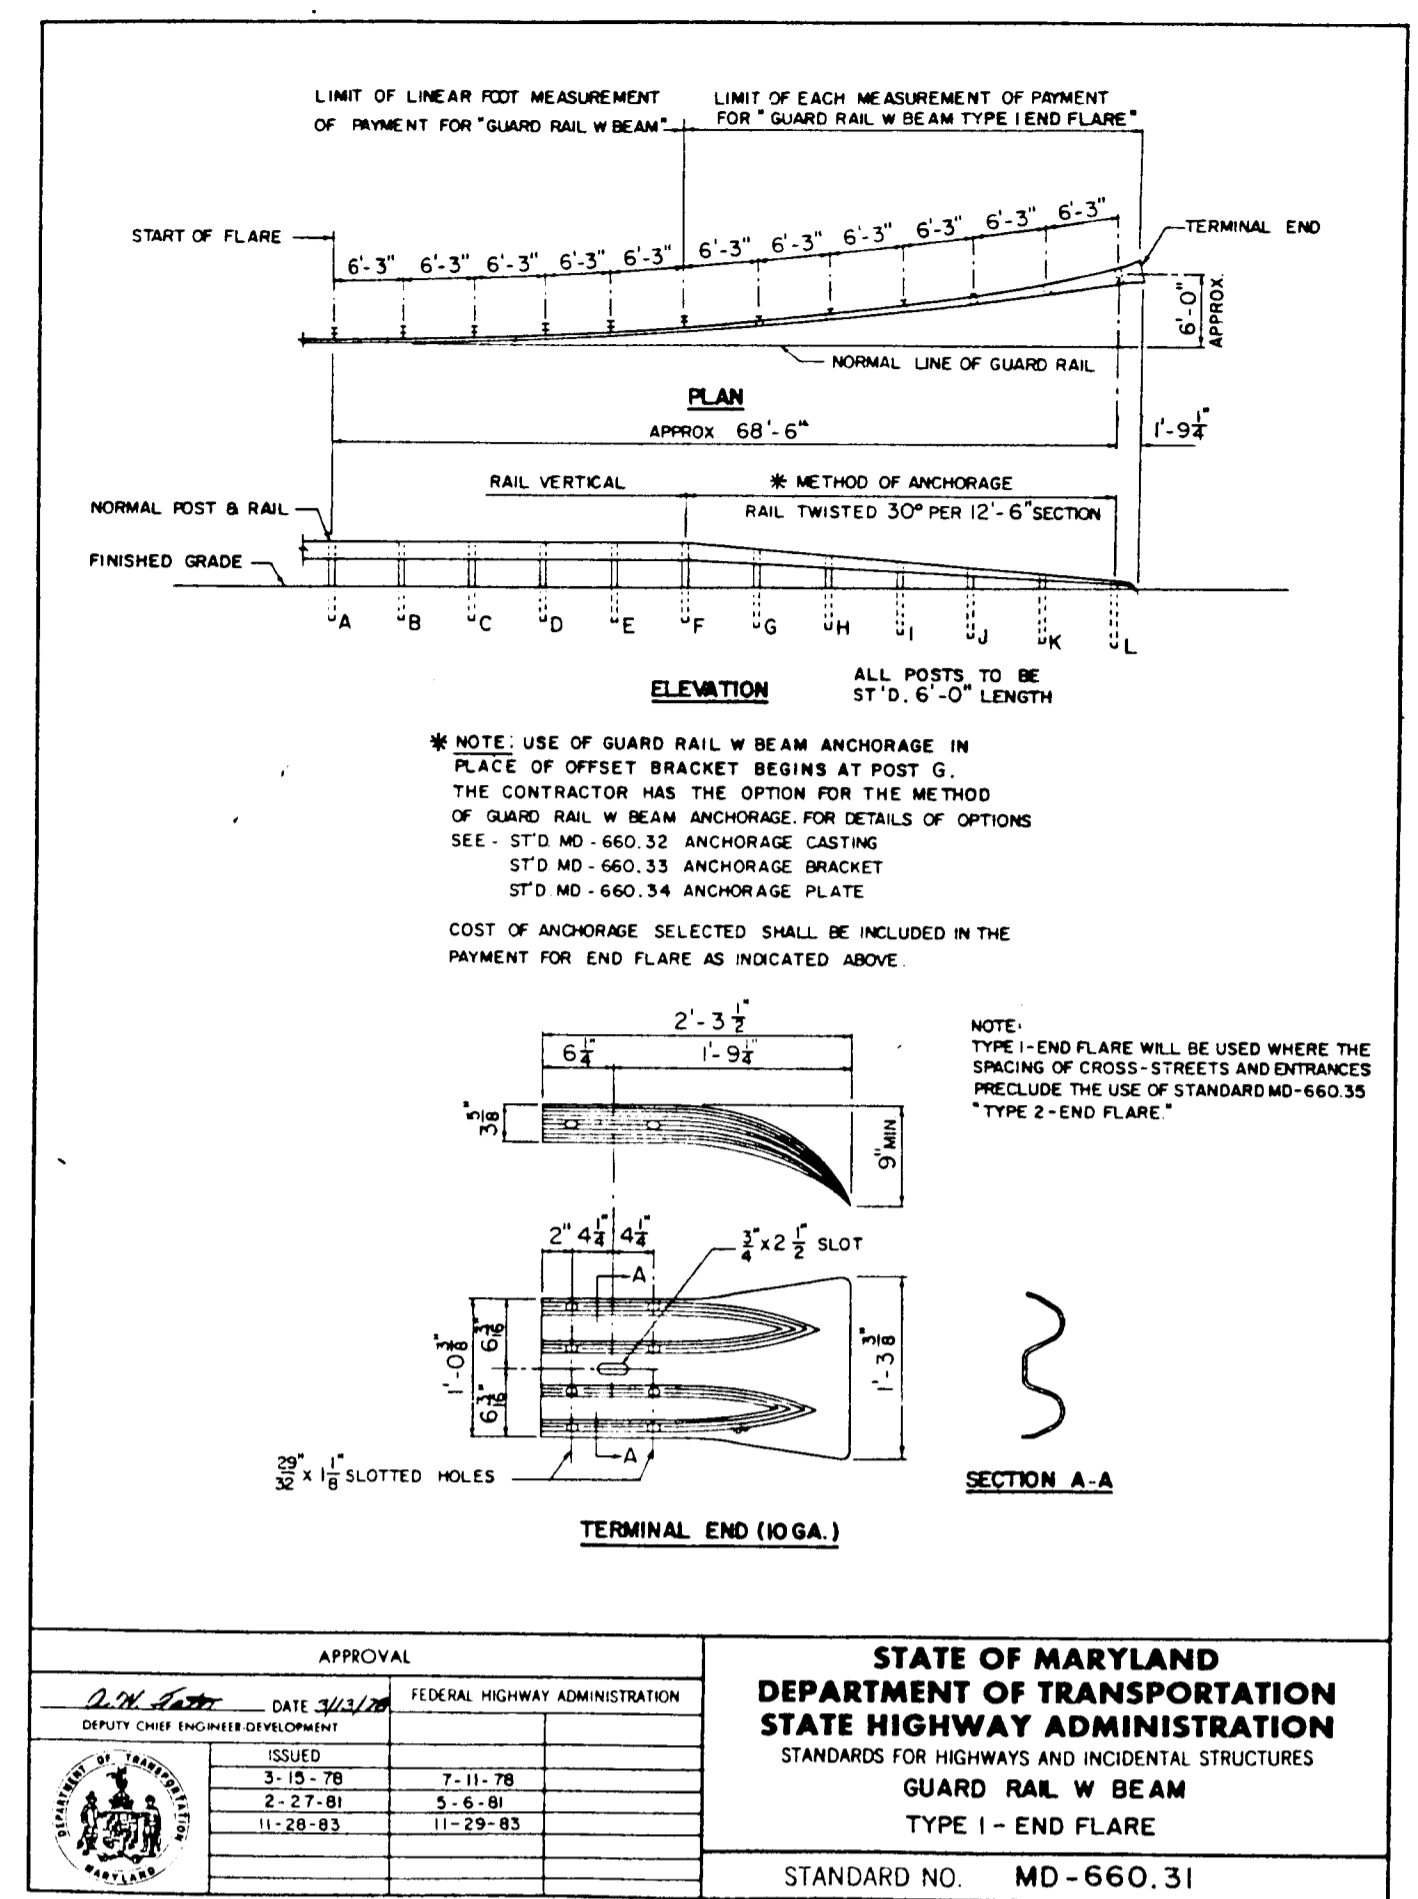 LIMIT OF LINEAR FOOT MEASUREMENT
OF PAYMENT FOR "GUARD RAIL W BEAM"
LIMIT OF EACH MEASUREMENT OF PAYMENT
FOR "GUARD RAIL W BEAM TYPE I END FLARE"
START OF FLARE
6'-3" 6'-3" 6'-3" 6'-3" 6'-3" 6'-3" 6'-3" 6'-3" 6'-3" 6'-3" 6'-3"
TERMINAL END
6'-0"
APPROX.
NORMAL LINE OF GUARD RAIL
PLAN
APPROX. 68'-6"
1'-9 1/4"
RAIL VERTICAL
* METHOD OF ANCHORAGE
NORMAL POST & RAIL
RAIL TWISTED 30° PER 12'-6" SECTION
FINISHED GRADE
A B C D E F G H I J K L
ELEVATION
ALL POSTS TO BE
ST'D. 6'-0" LENGTH
* NOTE: USE OF GUARD RAIL W BEAM ANCHORAGE IN
PLACE OF OFFSET BRACKET BEGINS AT POST G.
THE CONTRACTOR HAS THE OPTION FOR THE METHOD
OF GUARD RAIL W BEAM ANCHORAGE. FOR DETAILS OF OPTIONS
SEE - ST'D. MD - 660.32 ANCHORAGE CASTING
ST'D. MD - 660.33 ANCHORAGE BRACKET
ST'D. MD - 660.34 ANCHORAGE PLATE
COST OF ANCHORAGE SELECTED SHALL BE INCLUDED IN THE
PAYMENT FOR END FLARE AS INDICATED ABOVE.
2'-3 1/2"
6 1/4" 1'-9 1/4"
3 5/8"
9" MIN
NOTE:
TYPE I-END FLARE WILL BE USED WHERE THE
SPACING OF CROSS-STREETS AND ENTRANCES
PRECLUDE THE USE OF STANDARD MD-660.35
"TYPE 2-END FLARE."
2" 4 1/4" 4 1/4"
3/4" x 2 1/2" SLOT
A
1'-0 3/8"
6 3/16"
6 3/16"
1'-3 3/8"
A
29/32" x 1 1/8" SLOTTED HOLES
SECTION A-A
TERMINAL END (10 GA.)
APPROVAL
DATE 3/13/78
DEPUTY CHIEF ENGINEER-DEVELOPMENT
FEDERAL HIGHWAY ADMINISTRATION
ISSUED
3-15-78 7-11-78
2-27-81 5-6-81
11-28-83 11-29-83
DEPARTMENT OF TRANSPORTATION
MARYLAND
STATE OF MARYLAND
DEPARTMENT OF TRANSPORTATION
STATE HIGHWAY ADMINISTRATION
STANDARDS FOR HIGHWAYS AND INCIDENTAL STRUCTURES
GUARD RAIL W BEAM
TYPE I - END FLARE
STANDARD NO. MD-660.31